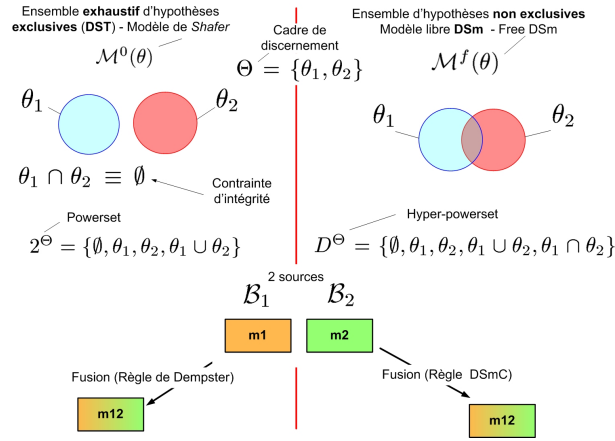 Ensemble exhaustif d'hypothèses
exclusives (DST) - Modèle de Shafer
ℳ⁰(θ)
θ₁
θ₂
θ₁ ∩ θ₂ ≡ ∅
Contrainte
d'intégrité
Powerset
2^Θ = {∅, θ₁, θ₂, θ₁ ∪ θ₂}
Cadre de
discernement
Θ = {θ₁, θ₂}
Ensemble d'hypothèses non exclusives
Modèle libre DSm - Free DSm
ℳ^f(θ)
θ₁
θ₂
Hyper-powerset
D^Θ = {∅, θ₁, θ₂, θ₁ ∪ θ₂, θ₁ ∩ θ₂}
2 sources
ℬ₁ ℬ₂
m1 m2
Fusion (Règle de Dempster)
Fusion (Règle DSmC)
m12
m12